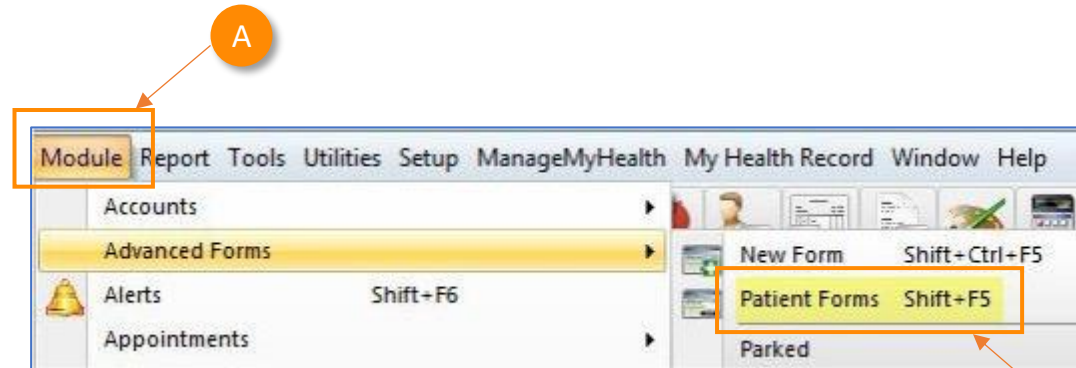 A
Module Report Tools Utilities Setup ManageMyHealth My Health Record Window Help
Accounts
Advanced Forms
New Form Shift+Ctrl+F5
Alerts Shift+F6
Patient Forms Shift+F5
Appointments
Parked